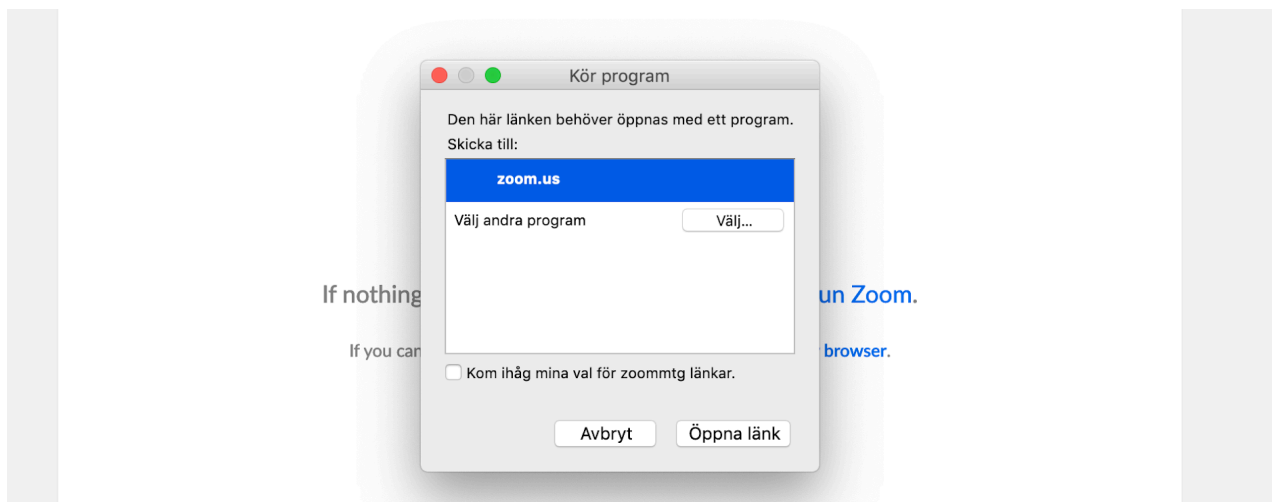 Kör program
Den här länken behöver öppnas med ett program.
Skicka till:
zoom.us
Välj andra program
Välj...
If nothing un Zoom.
If you can browser.
Kom ihåg mina val för zoommtg länkar.
Avbryt
Öppna länk